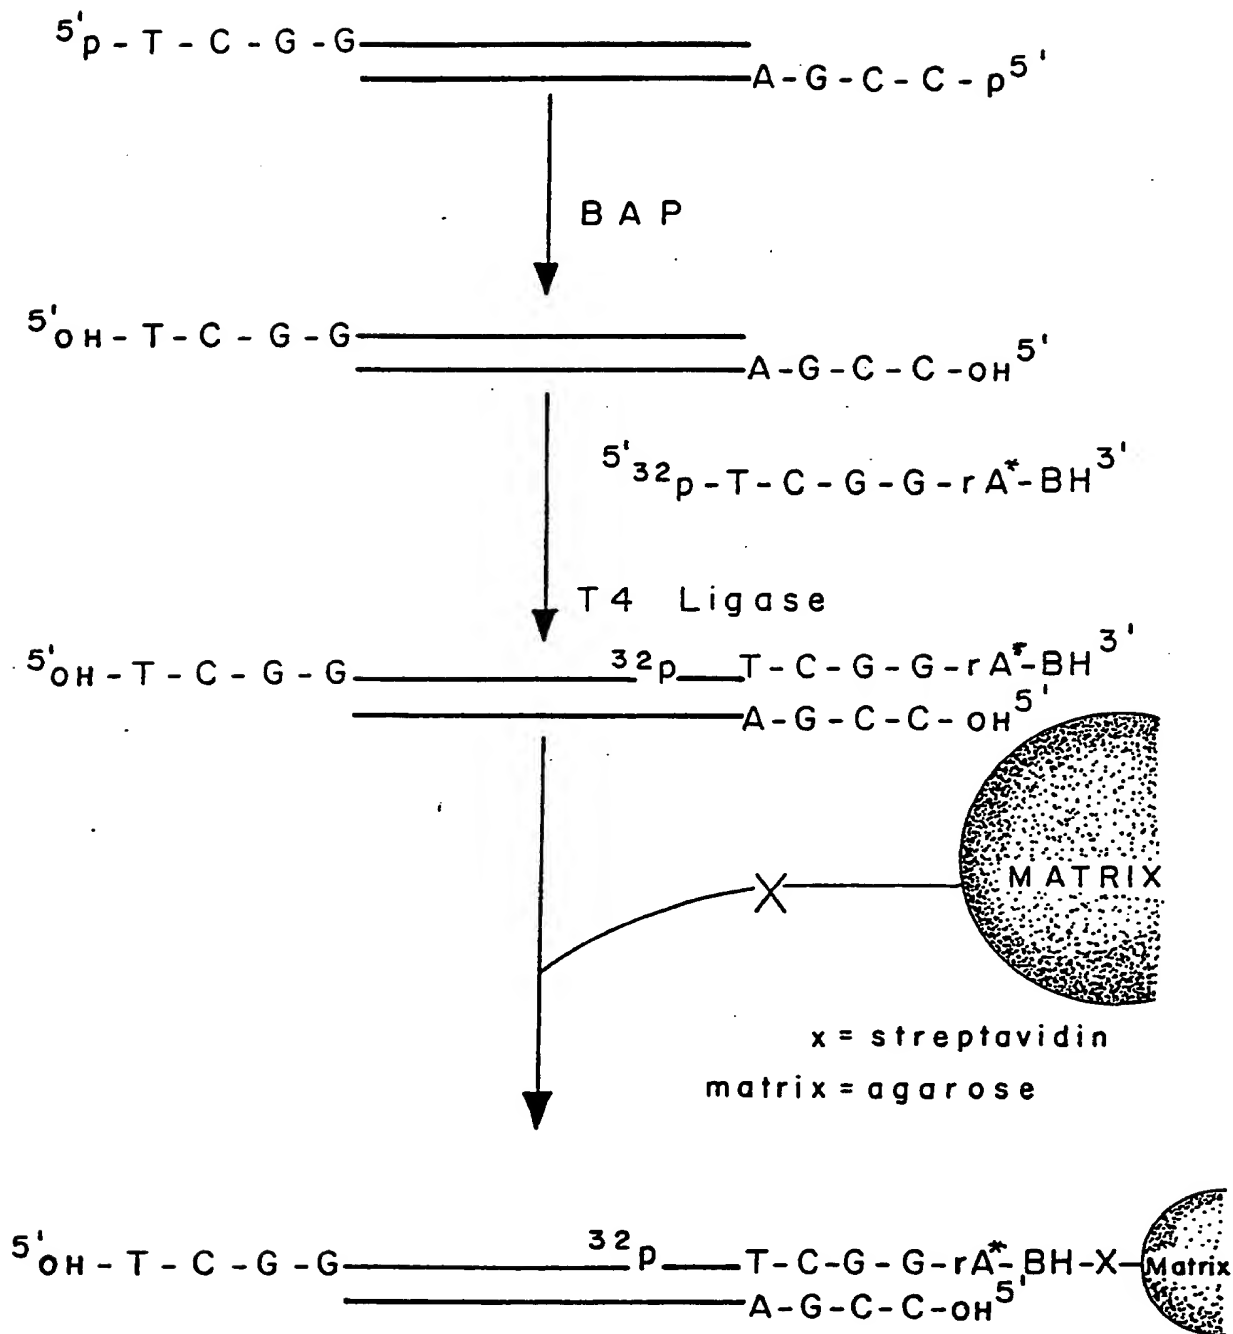 5'p - T - C - G - G
A - G - C - C - p5'
BAP
5'OH - T - C - G - G
A - G - C - C - OH5'
5'32p - T - C - G - G - rA*- BH3'
T4 Ligase
5'OH - T - C - G - G 32p T - C - G - G - rA*- BH3'
A - G - C - C - OH5'
X
MATRIX
x = streptavidin
matrix = agarose
5'OH - T - C - G - G 32p T - C - G - G - rA*- BH - X - Matrix
A - G - C - C - OH5'